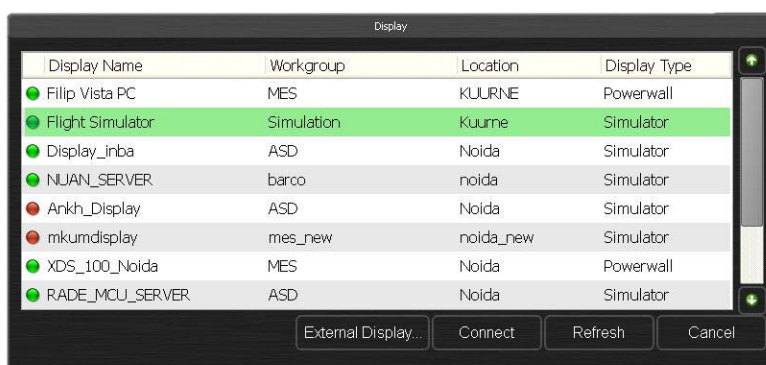 Display
Display Name Workgroup Location Display Type
Filip Vista PC MES KUURNE Powerwall
Flight Simulator Simulation Kuurne Simulator
Display_inba ASD Noida Simulator
NUAN_SERVER barco noida Simulator
Ankh_Display ASD Noida Simulator
mkumdisplay mes_new noida_new Simulator
XDS_100_Noida MES Noida Powerwall
RADE_MCU_SERVER ASD Noida Simulator
External Display... Connect Refresh Cancel